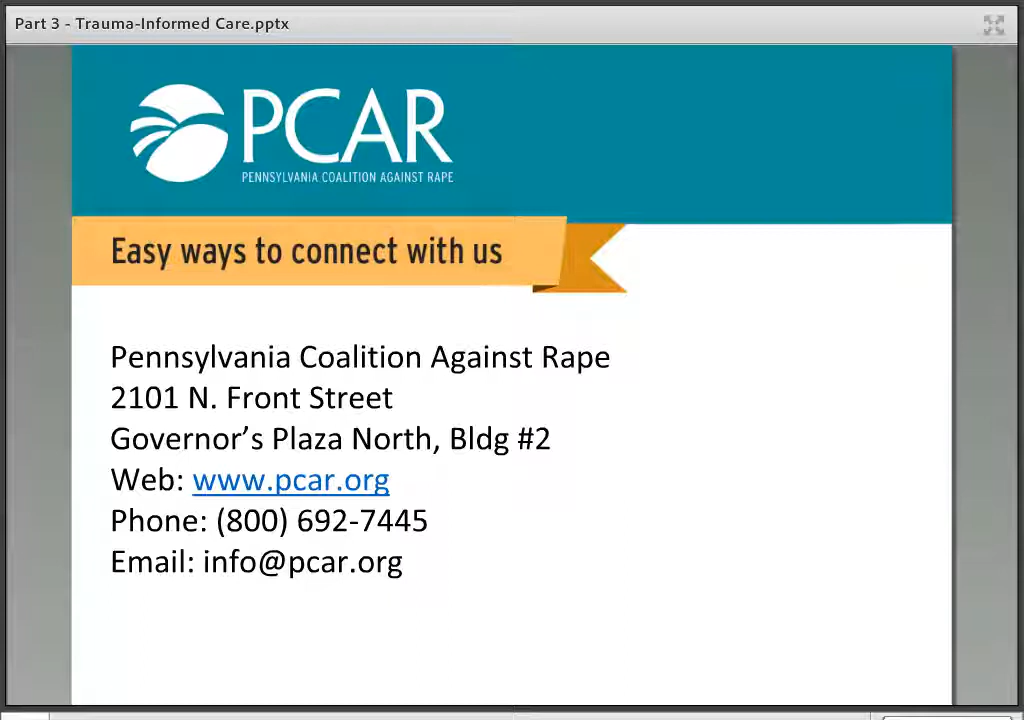 Part 3 - Trauma-Informed Care.pptx
PCAR
PENNSYLVANIA COALITION AGAINST RAPE
Easy ways to connect with us
Pennsylvania Coalition Against Rape
2101 N. Front Street
Governor’s Plaza North, Bldg #2
Web: www.pcar.org
Phone: (800) 692-7445
Email: info@pcar.org